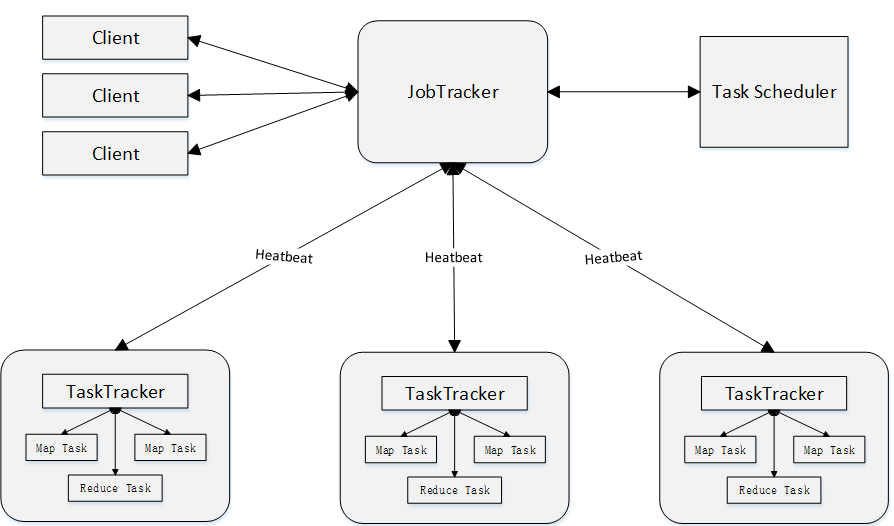 Client
Client
Client
JobTracker
Task Scheduler
Heatbeat
Heatbeat
Heatbeat
TaskTracker
Map Task
Map Task
Reduce Task
TaskTracker
Map Task
Map Task
Reduce Task
TaskTracker
Map Task
Map Task
Reduce Task